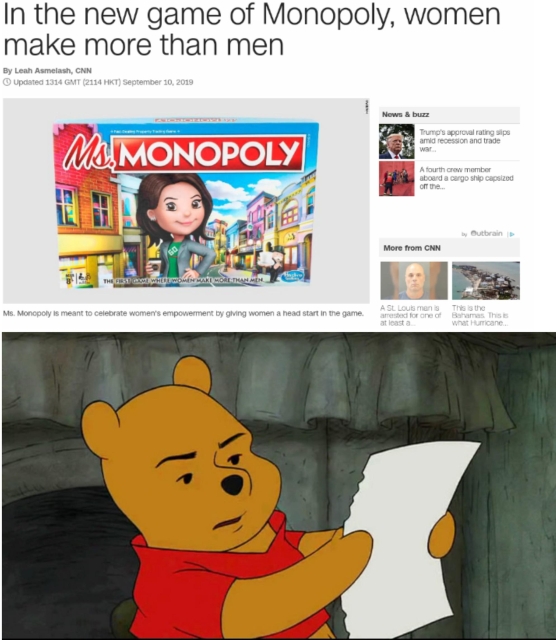 In the new game of Monopoly, women
make more than men
By Leah Asmelash, CNN
Updated 1314 GMT (2114 HKT) September 10, 2019
Ms. MONOPOLY
THE FIRST GAME WHERE WOMEN MAKE MORE THAN MEN
Hasbro
Ms. Monopoly is meant to celebrate women's empowerment by giving women a head start in the game.
News & buzz
Trump's approval rating slips
amid recession and trade
war...
A fourth crew member
aboard a cargo ship capsized
off the...
by Outbrain
More from CNN
A St. Louis man is
arrested for one of
at least a...
This is the
Bahamas. This is
what Hurricane...